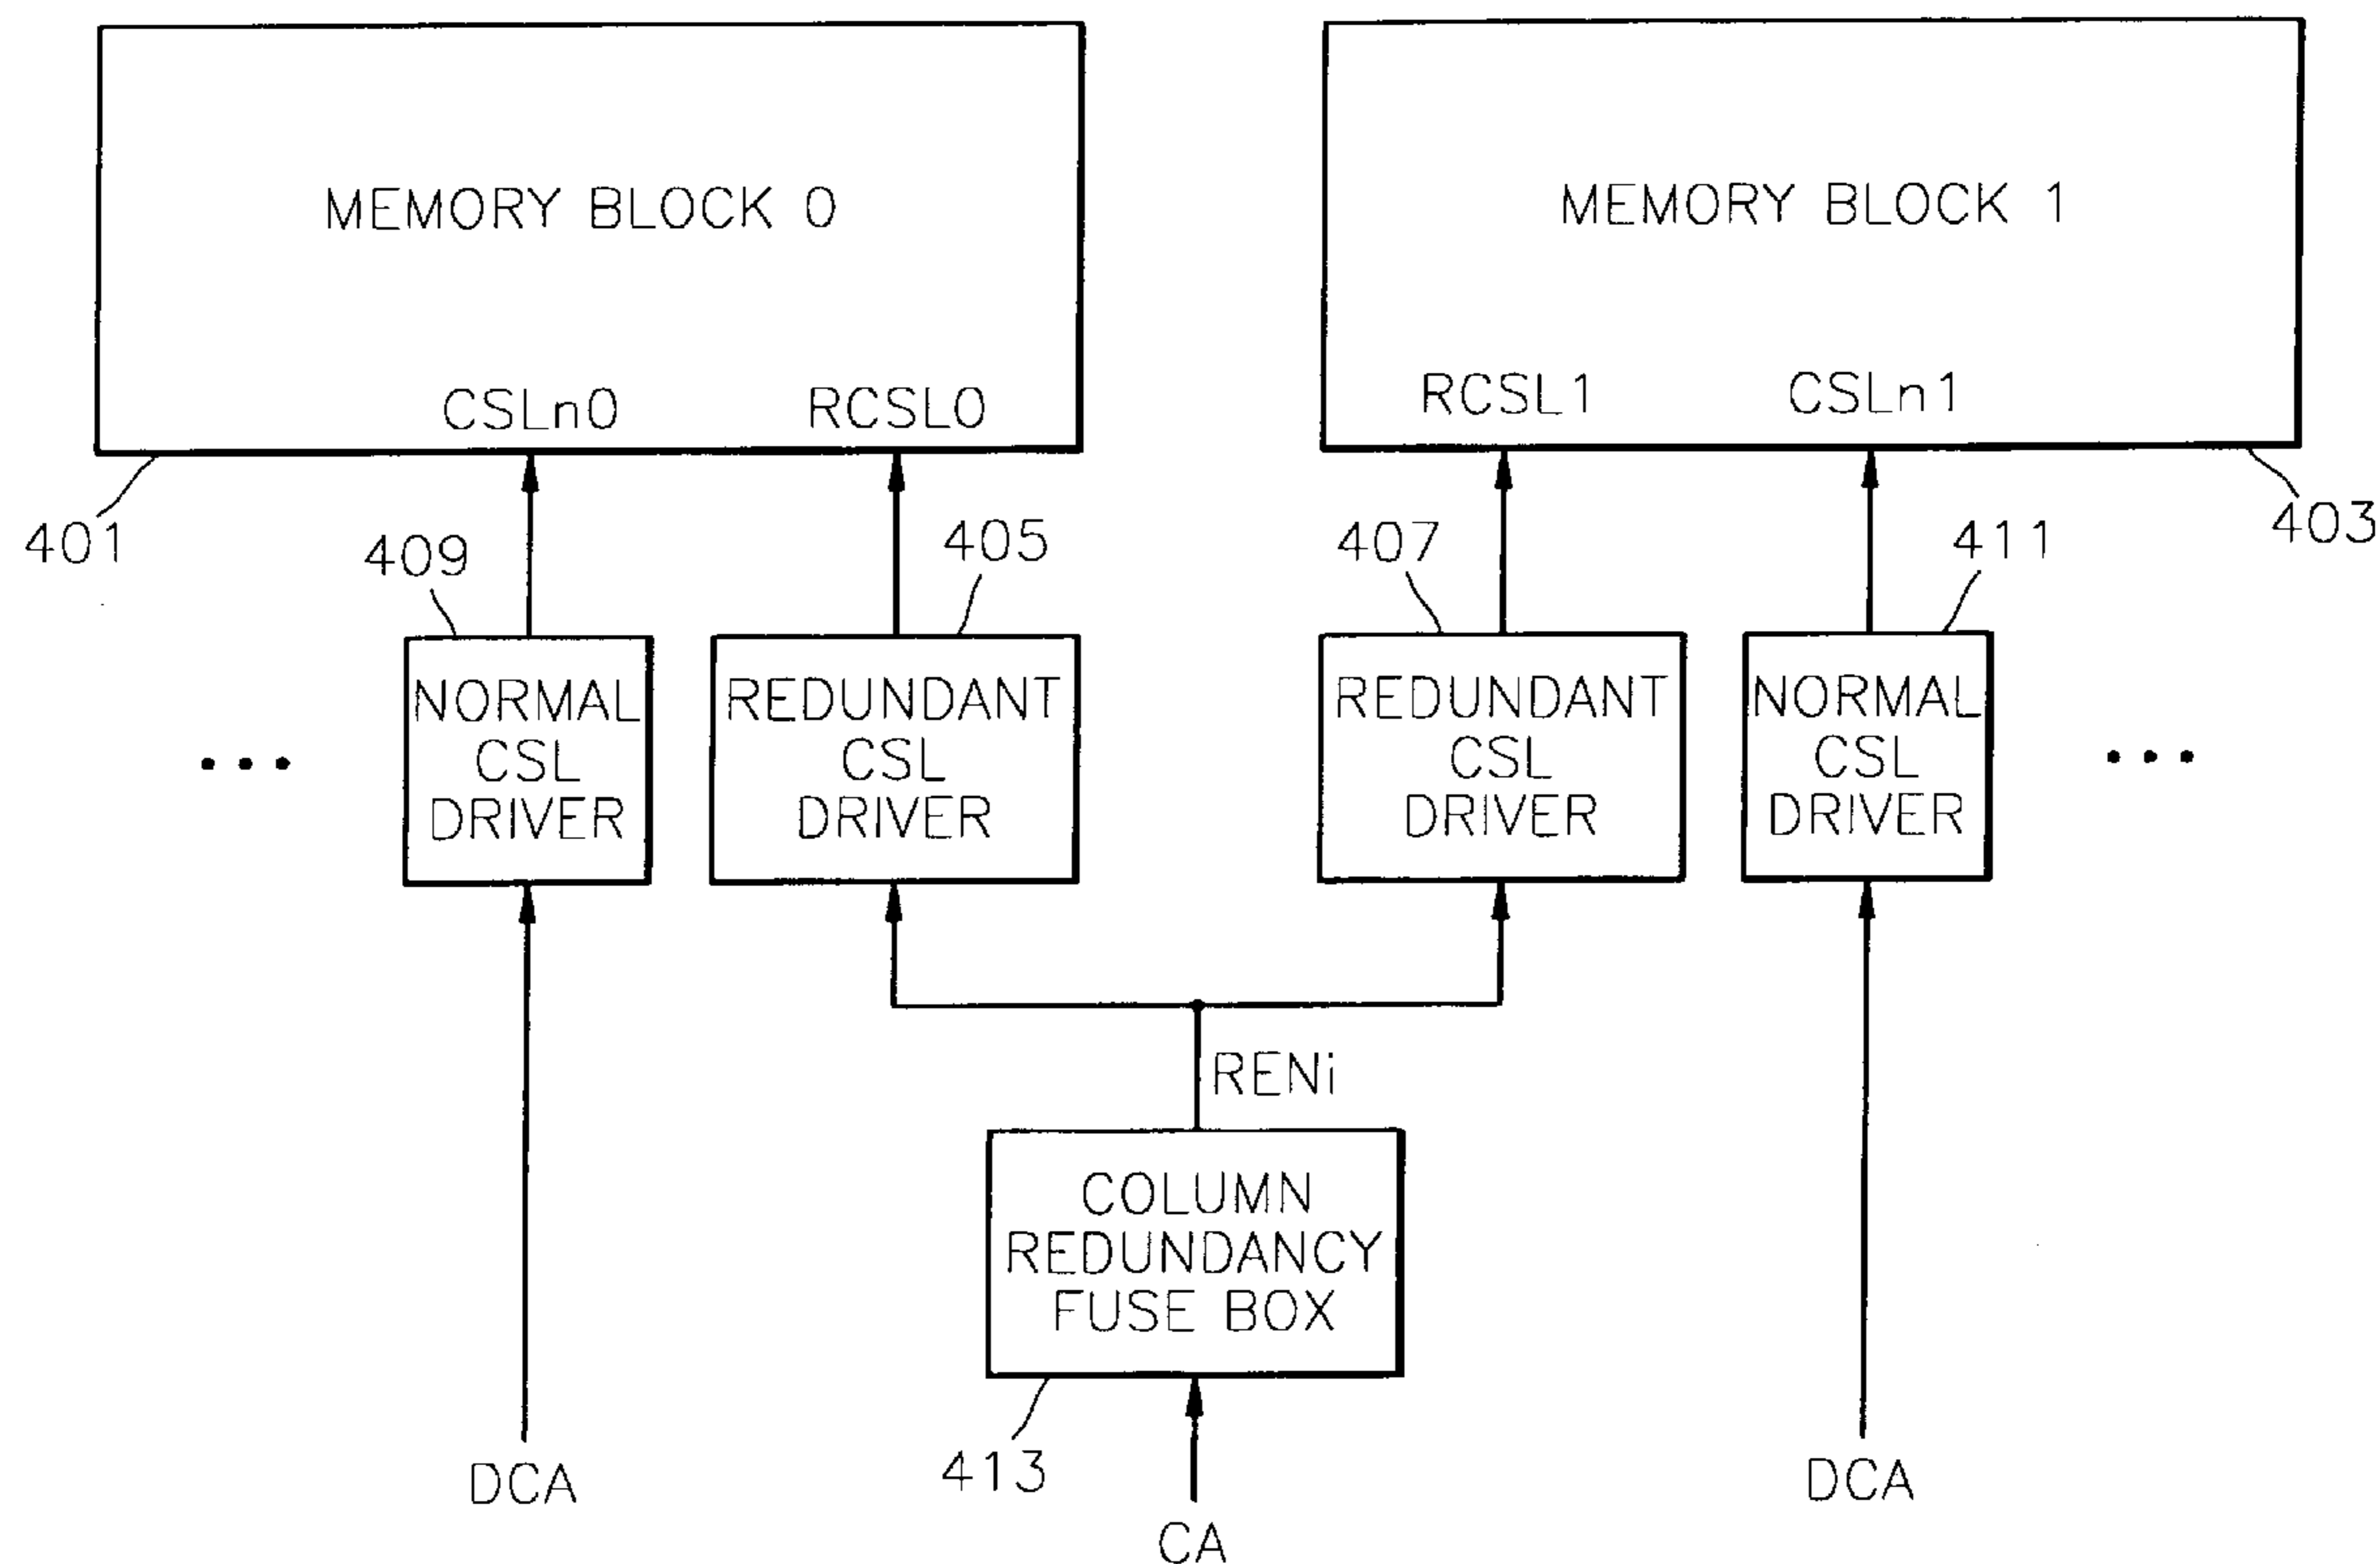 MEMORY BLOCK 0
MEMORY BLOCK 1
CSLn0
RCSL0
RCSL1
CSLn1
401
409
405
407
411
403
NORMAL
CSL
DRIVER
REDUNDANT
CSL
DRIVER
REDUNDANT
CSL
DRIVER
NORMAL
CSL
DRIVER
RENi
COLUMN
REDUNDANCY
FUSE BOX
413
DCA
CA
DCA